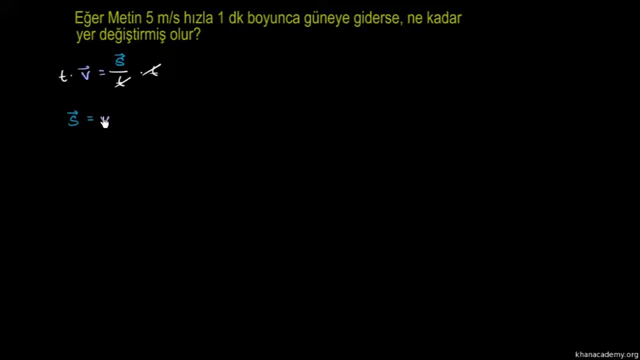 Eğer Metin 5 m/s hızla 1 dk boyunca güneye giderse, ne kadar
yer değiştirmiş olur?
t · v⃗ = s⃗ / t · t
s⃗ = v
khanacademy.org